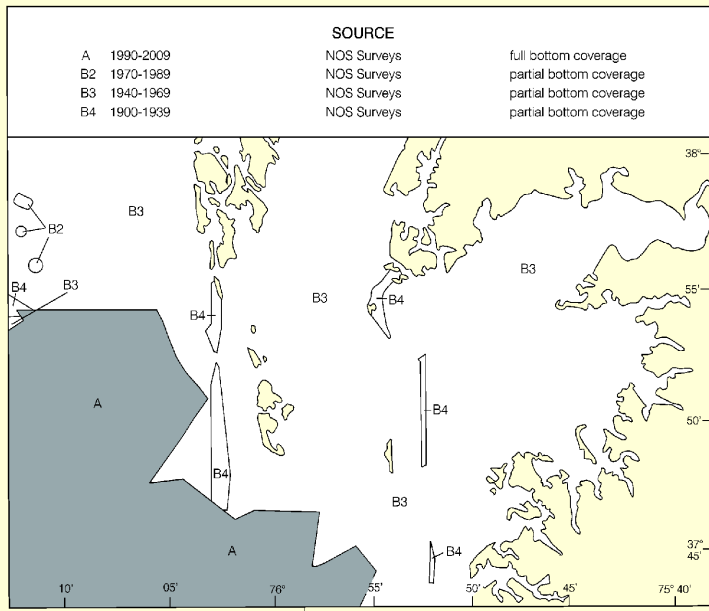 SOURCE
A 1990-2009 NOS Surveys full bottom coverage
B2 1970-1989 NOS Surveys partial bottom coverage
B3 1940-1969 NOS Surveys partial bottom coverage
B4 1900-1939 NOS Surveys partial bottom coverage
38°
B3
B2
B3
B4
B3
55'
B3
B4
B4
A
B4
50'
B4
B3
A
B4
37°
45'
10'
05'
76°
55'
50'
45'
75° 40'